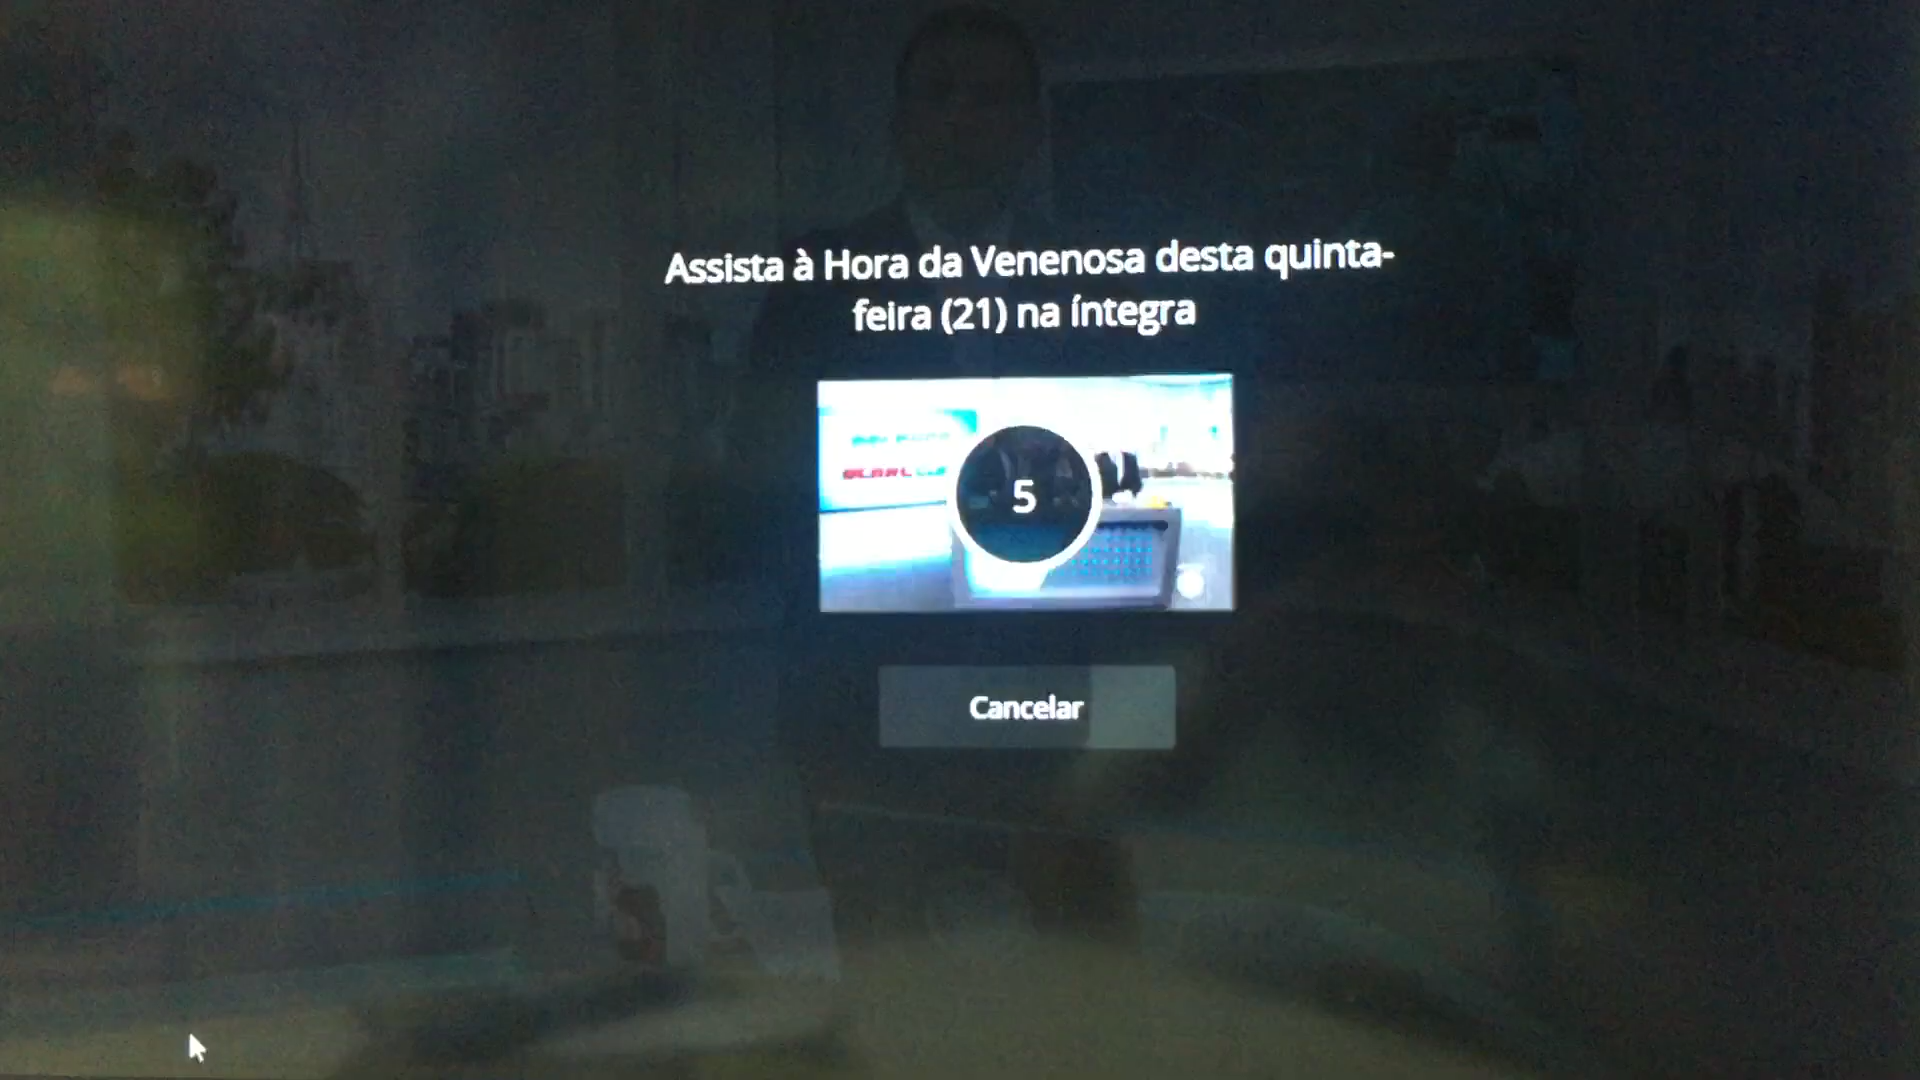 Assista à Hora da Venenosa desta quinta-
feira (21) na íntegra
5
Cancelar